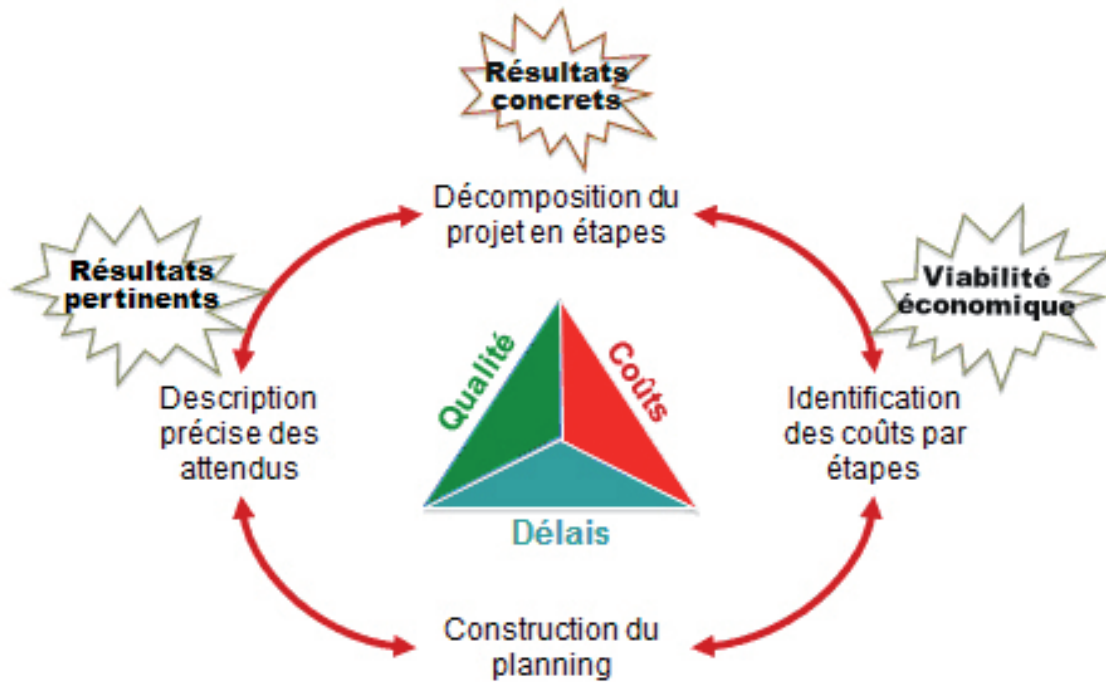 Résultats
concrets
Décomposition du
projet en étapes
Résultats
pertinents
Viabilité
économique
Qualité
Coûts
Délais
Description
précise des
attendus
Identification
des coûts par
étapes
Construction du
planning